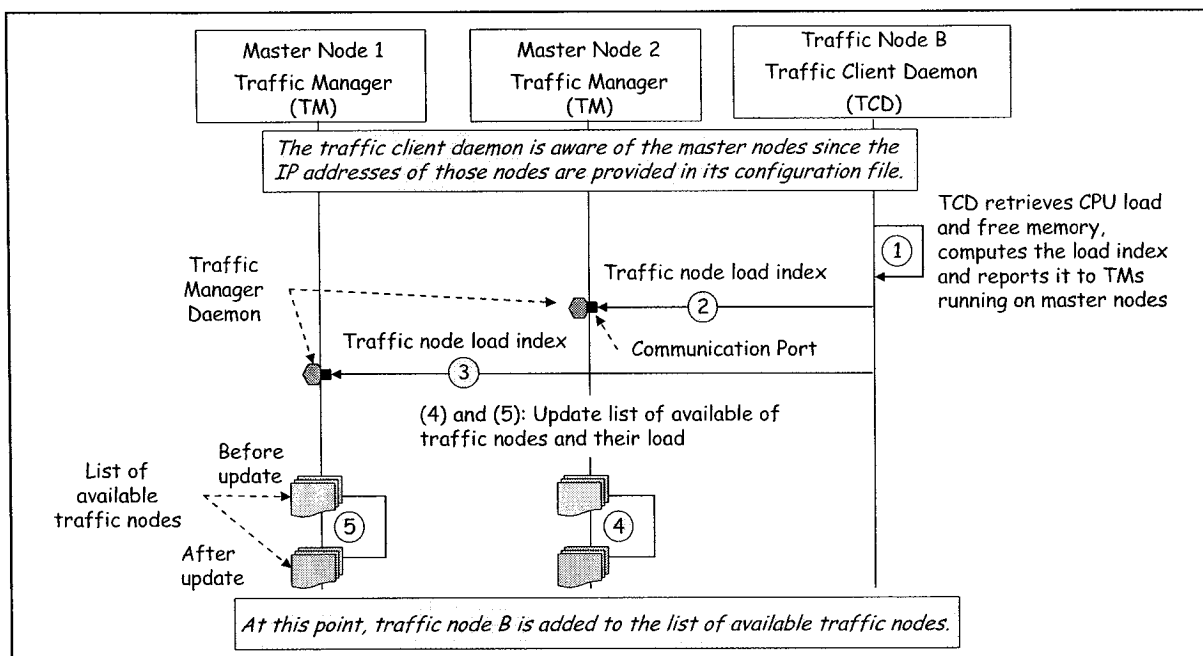 Master Node 1
Traffic Manager
(TM)
Master Node 2
Traffic Manager
(TM)
Traffic Node B
Traffic Client Daemon
(TCD)
The traffic client daemon is aware of the master nodes since the
IP addresses of those nodes are provided in its configuration file.
TCD retrieves CPU load
and free memory,
computes the load index
and reports it to TMs
running on master nodes
1
Traffic
Manager
Daemon
Traffic node load index
2
Communication Port
Traffic node load index
3
(4) and (5): Update list of available of
traffic nodes and their load
List of
available
traffic nodes
Before
update
5
4
After
update
At this point, traffic node B is added to the list of available traffic nodes.